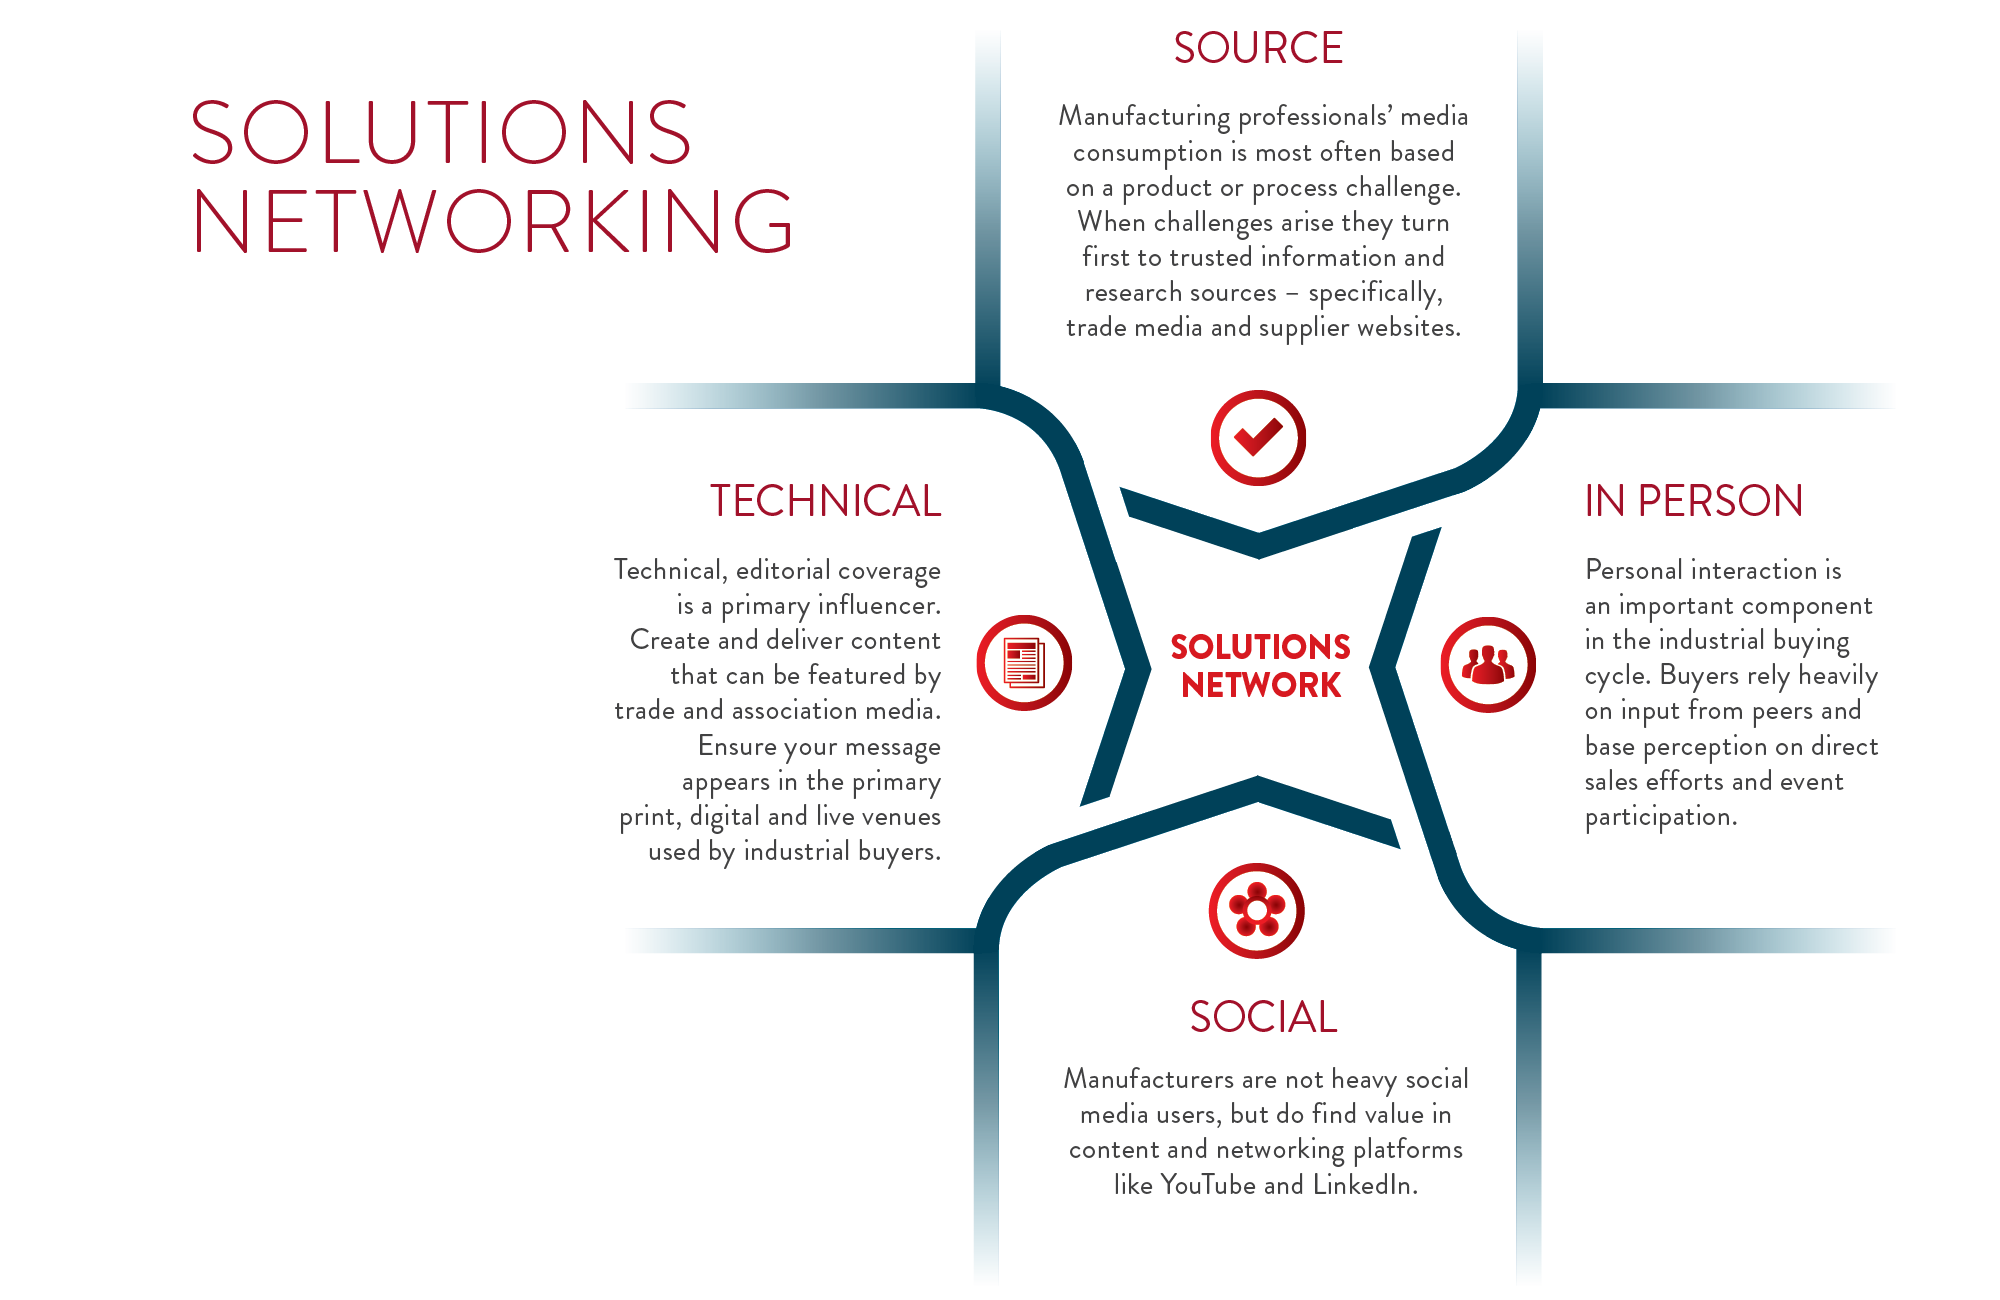 SOLUTIONS
NETWORKING
SOURCE
Manufacturing professionals’ media
consumption is most often based
on a product or process challenge.
When challenges arise they turn
first to trusted information and
research sources – specifically,
trade media and supplier websites.
TECHNICAL
Technical, editorial coverage
is a primary influencer.
Create and deliver content
that can be featured by
trade and association media.
Ensure your message
appears in the primary
print, digital and live venues
used by industrial buyers.
SOLUTIONS
NETWORK
IN PERSON
Personal interaction is
an important component
in the industrial buying
cycle. Buyers rely heavily
on input from peers and
base perception on direct
sales efforts and event
participation.
SOCIAL
Manufacturers are not heavy social
media users, but do find value in
content and networking platforms
like YouTube and LinkedIn.